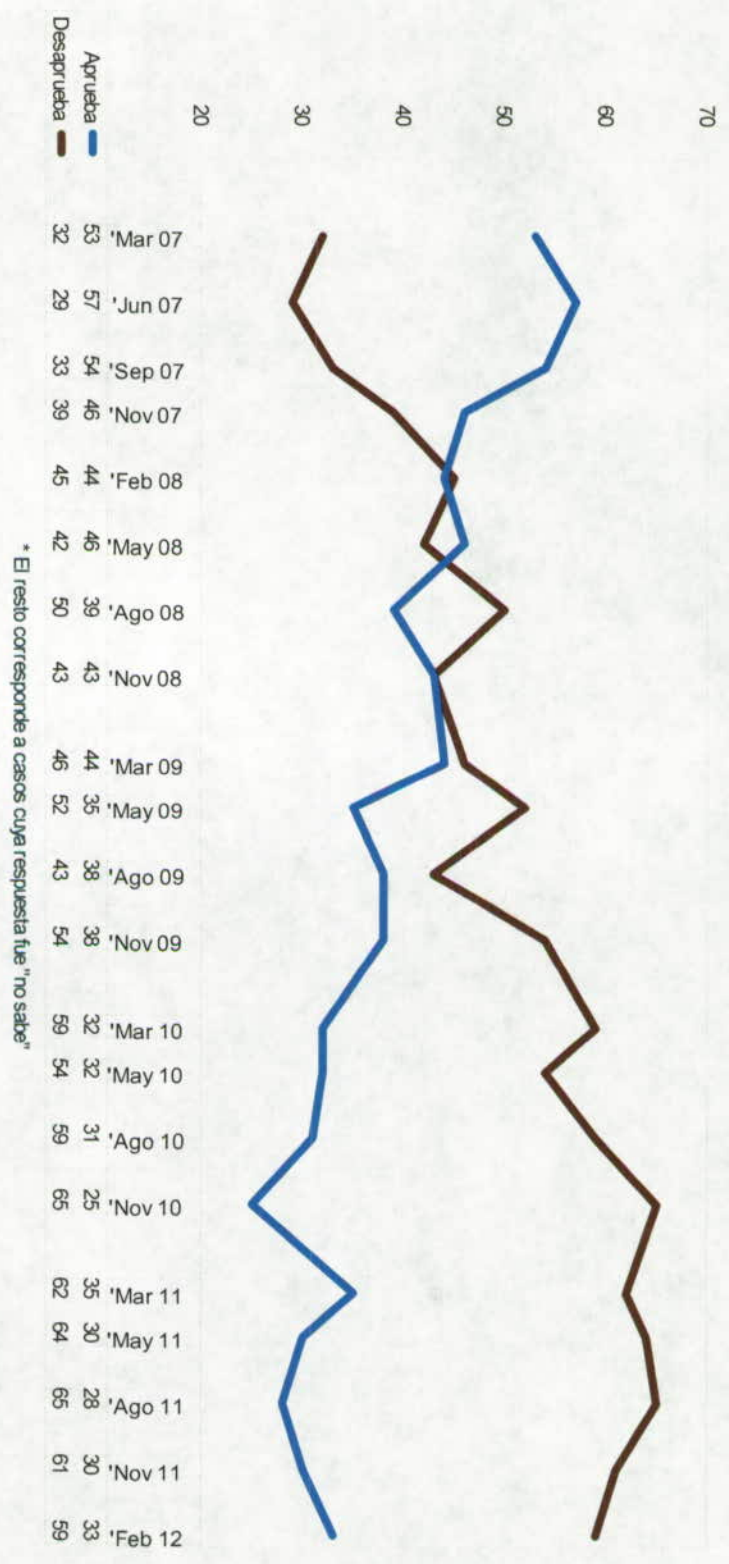 70
60
50
40
30
20
'Mar 07 'Jun 07 'Sep 07 'Nov 07 'Feb 08 'May 08 'Ago 08 'Nov 08 'Mar 09 'May 09 'Ago 09 'Nov 09 'Mar 10 'May 10 'Ago 10 'Nov 10 'Mar 11 'May 11 'Ago 11 'Nov 11 'Feb 12
Aprueba 53 57 54 46 44 46 39 43 44 35 38 38 32 32 31 25 35 30 28 30 33
Desaprueba 32 29 33 39 45 42 50 43 46 52 43 54 59 54 59 65 62 64 65 61 59
* El resto corresponde a casos cuya respuesta fue "no sabe"